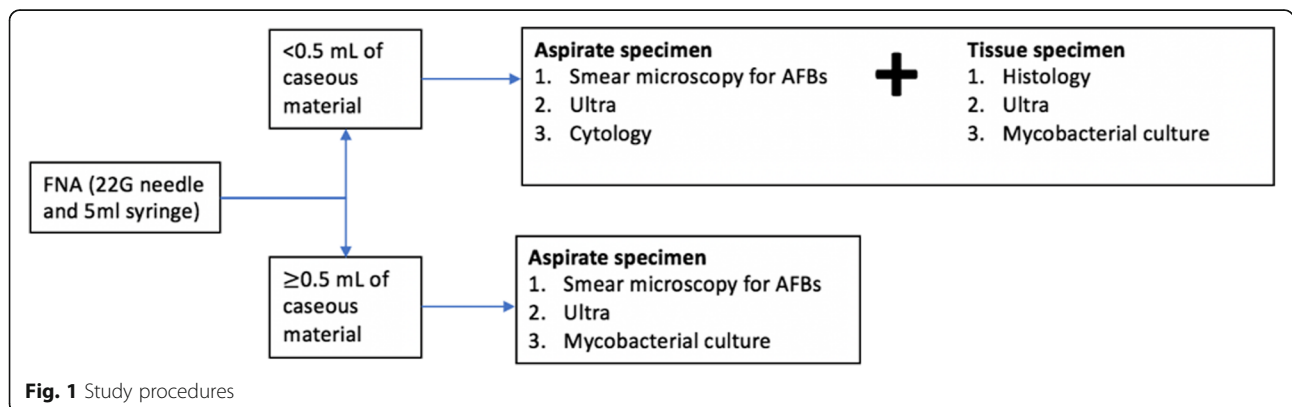 <0.5 mL of
caseous
material
Aspirate specimen
1. Smear microscopy for AFBs
2. Ultra
3. Cytology
Tissue specimen
1. Histology
2. Ultra
3. Mycobacterial culture
FNA (22G needle
and 5ml syringe)
≥0.5 mL of
caseous
material
Aspirate specimen
1. Smear microscopy for AFBs
2. Ultra
3. Mycobacterial culture
Fig. 1 Study procedures